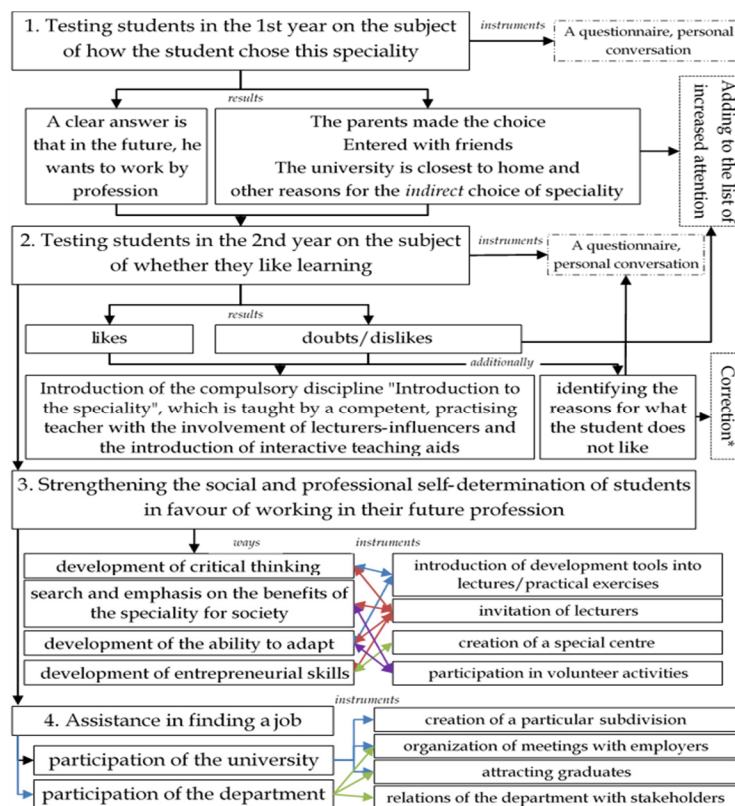 1. Testing students in the 1st year on the subject
of how the student chose this speciality
instruments
A questionnaire, personal
conversation
results
A clear answer is
that in the future, he
wants to work by
profession
The parents made the choice
Entered with friends
The university is closest to home and
other reasons for the indirect choice of speciality
Adding to the list of
increased attention
2. Testing students in the 2nd year on the subject
of whether they like learning
instruments
A questionnaire,
personal conversation
results
likes
doubts/dislikes
additionally
Introduction of the compulsory discipline "Introduction to
the speciality", which is taught by a competent, practising
teacher with the involvement of lecturers-influencers and
the introduction of interactive teaching aids
identifying the
reasons for what
the student does
not like
Correction*
3. Strengthening the social and professional self-determination of students
in favour of working in their future profession
ways
instruments
development of critical thinking
search and emphasis on the benefits of
the speciality for society
development of the ability to adapt
development of entrepreneurial skills
introduction of development tools into
lectures/practical exercises
invitation of lecturers
creation of a special centre
participation in volunteer activities
instruments
4. Assistance in finding a job
participation of the university
participation of the department
creation of a particular subdivision
organization of meetings with employers
attracting graduates
relations of the department with stakeholders